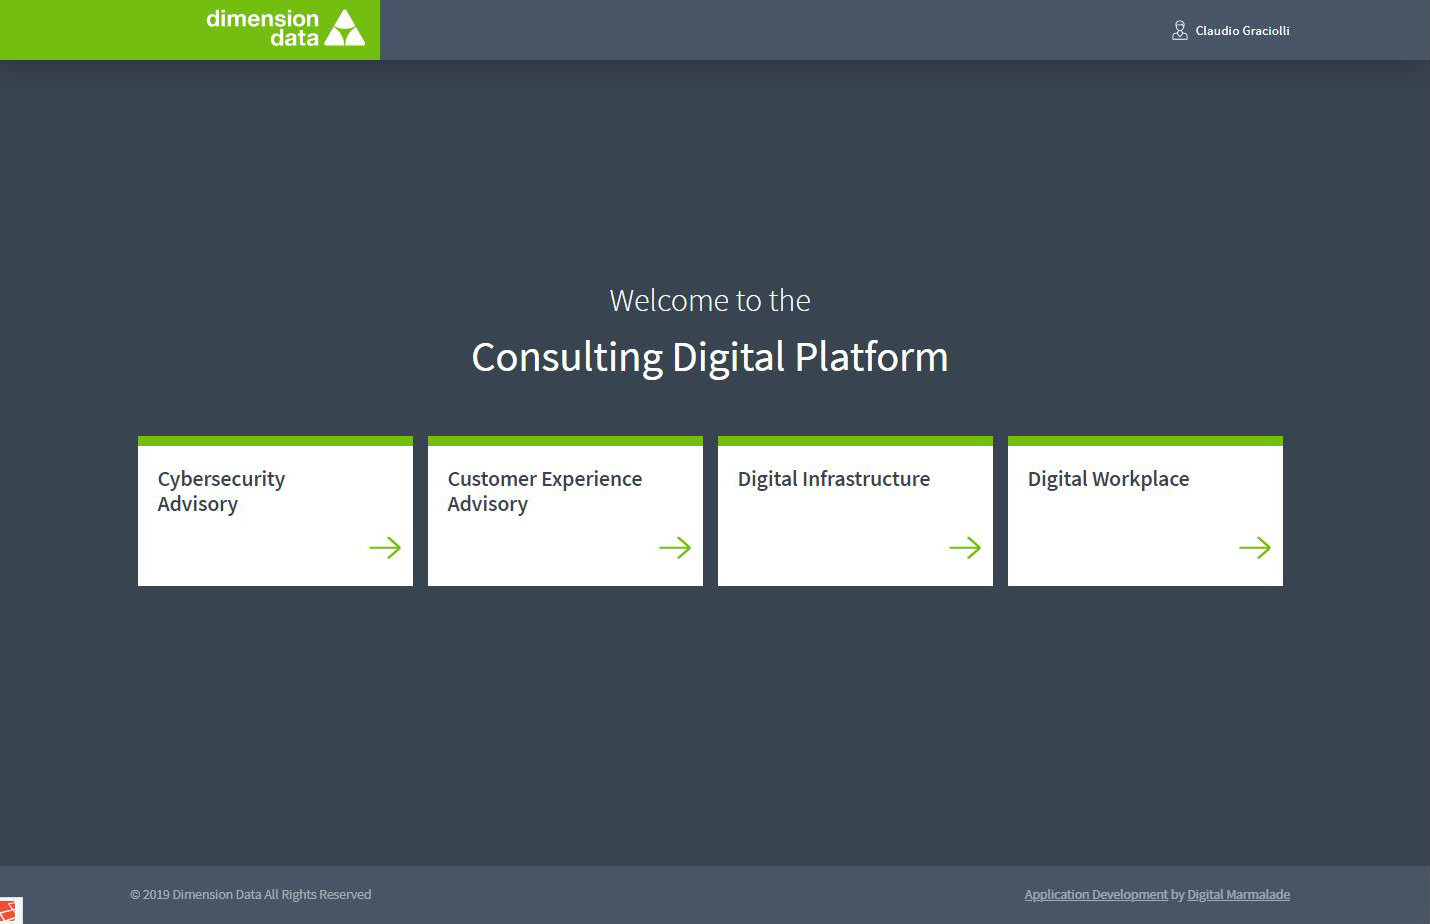 dimension
data
Claudio Graciolli
Welcome to the
Consulting Digital Platform
Cybersecurity
Advisory
Customer Experience
Advisory
Digital Infrastructure
Digital Workplace
© 2019 Dimension Data All Rights Reserved
Application Development by Digital Marmalade